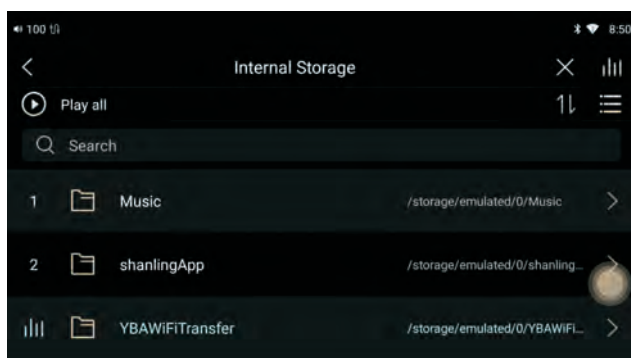 100 8:50
Internal Storage
Play all
Search
1 Music /storage/emulated/0/Music
2 shanlingApp /storage/emulated/0/shanling...
YBAWiFiTransfer /storage/emulated/0/YBAWiFi...